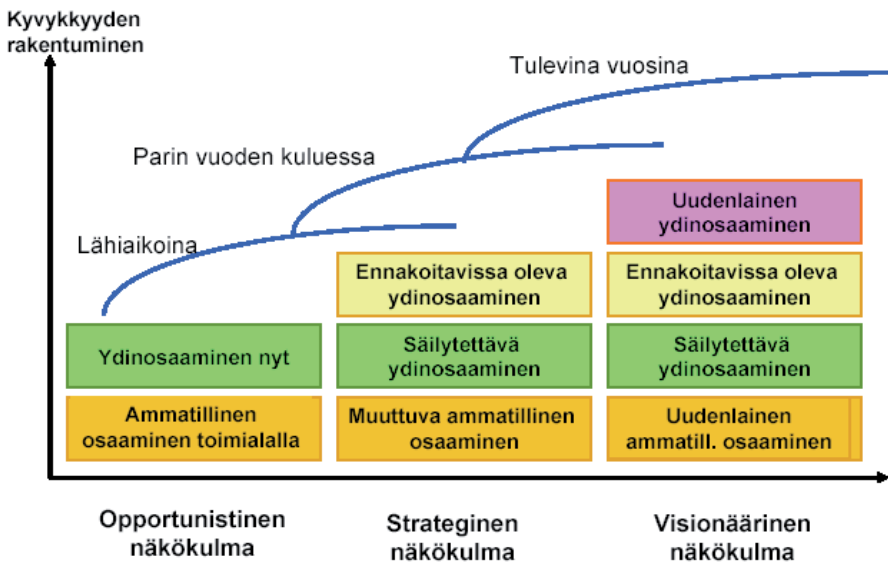 Kyvykkyyden
rakentuminen
Tulevina vuosina
Parin vuoden kuluessa
Lähiaikoina
Uudenlainen
ydinosaaminen
Ennakoitavissa oleva
ydinosaaminen
Ennakoitavissa oleva
ydinosaaminen
Ydinosaaminen nyt
Säilytettävä
ydinosaaminen
Säilytettävä
ydinosaaminen
Ammatillinen
osaaminen toimialalla
Muuttuva ammatillinen
osaaminen
Uudenlainen
ammatill. osaaminen
Opportunistinen
näkökulma
Strateginen
näkökulma
Visionäärinen
näkökulma